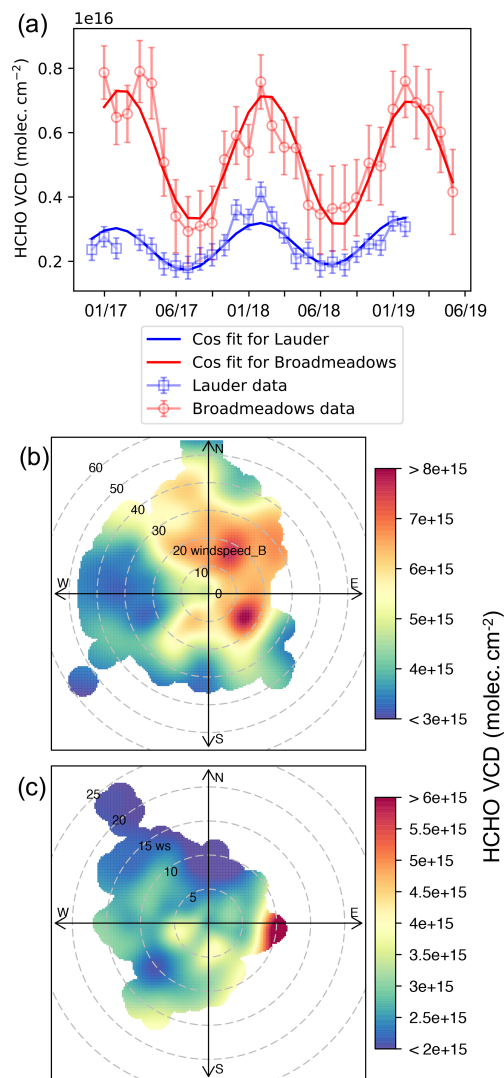 (a)
1e16
HCHO VCD (molec. cm⁻²)
0.8
0.6
0.4
0.2
01/17 06/17 01/18 06/18 01/19 06/19
Cos fit for Lauder
Cos fit for Broadmeadows
Lauder data
Broadmeadows data
(b)
N
60
50
40
30
20 windspeed_B
10
0
W
E
S
> 8e+15
7e+15
6e+15
5e+15
4e+15
< 3e+15
HCHO VCD (molec. cm⁻²)
(c)
N
25
20
15 ws
10
5
W
E
S
> 6e+15
5.5e+15
5e+15
4.5e+15
4e+15
3.5e+15
3e+15
2.5e+15
< 2e+15